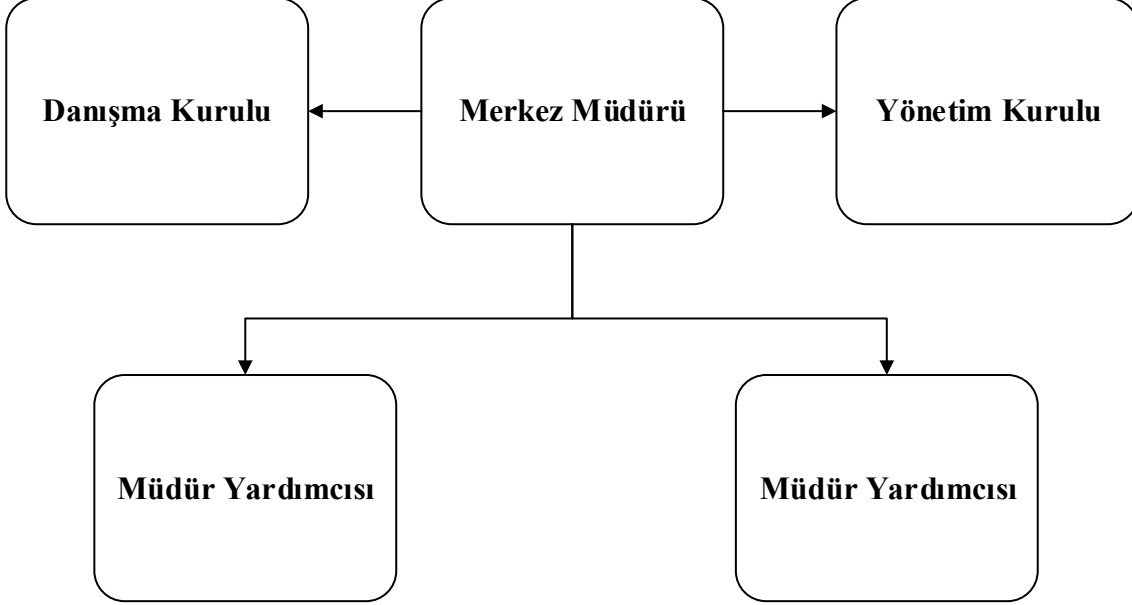 Danışma Kurulu
Merkez Müdürü
Yönetim Kurulu
Müdür Yardımcısı
Müdür Yardımcısı